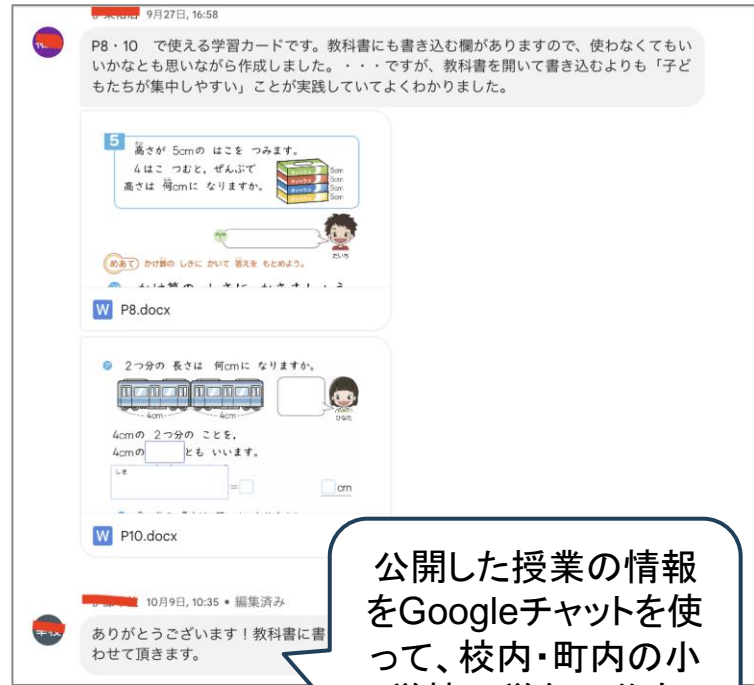 9月27日, 16:58
P8・10　で使える学習カードです。教科書にも書き込む欄がありますので、使わなくてもい
いかなとも思いながら作成しました。・・・ですが、教科書を開いて書き込むよりも「子ど
もたちが集中しやすい」ことが実践していてよくわかりました。
5
高さが 5cmの はこを つみます。
4はこ つむと，ぜんぶで
高さは 何cmに なりますか。
5cm
5cm
5cm
5cm
だいち
めあて かけ算の しきに かいて 答えを もとめよう。
W P8.docx
ア 2つ分の 長さは 何cmに なりますか。
4cm
4cm
ひなた
4cmの 2つ分の ことを，
4cmの とも いいます。
しき
= cm
W P10.docx
10月9日, 10:35 • 編集済み
ありがとうございます！教科書に書
わせて頂きます。
公開した授業の情報
をGoogleチャットを使
って、校内・町内の小